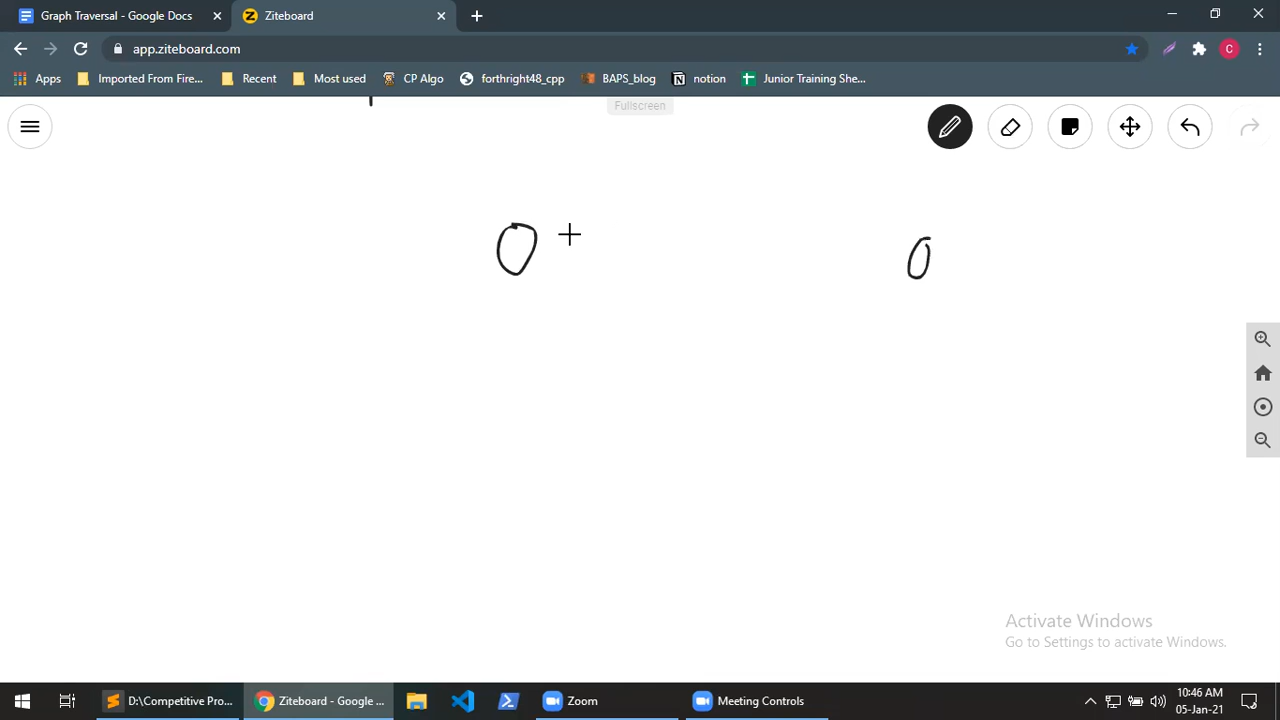 Graph Traversal - Google Docs
Ziteboard
app.ziteboard.com
C
Apps
Imported From Fire...
Recent
Most used
CP Algo
forthright48_cpp
BAPS_blog
notion
Junior Training She...
Fullscreen
0
0
Activate Windows
Go to Settings to activate Windows.
D:\Competitive Pro...
Ziteboard - Google ...
Zoom
Meeting Controls
10:46 AM
05-Jan-21